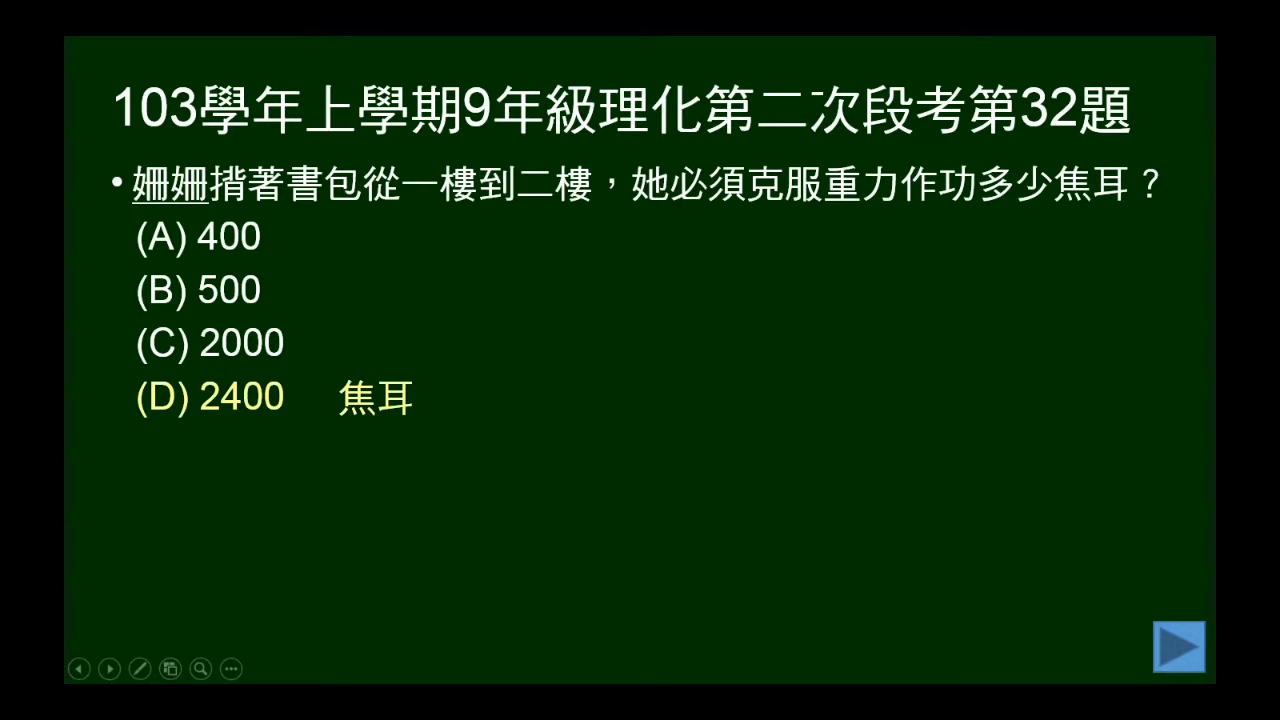 103學年上學期9年級理化第二次段考第32題
•姍姍揹著書包從一樓到二樓，她必須克服重力作功多少焦耳？
(A) 400
(B) 500
(C) 2000
(D) 2400 焦耳